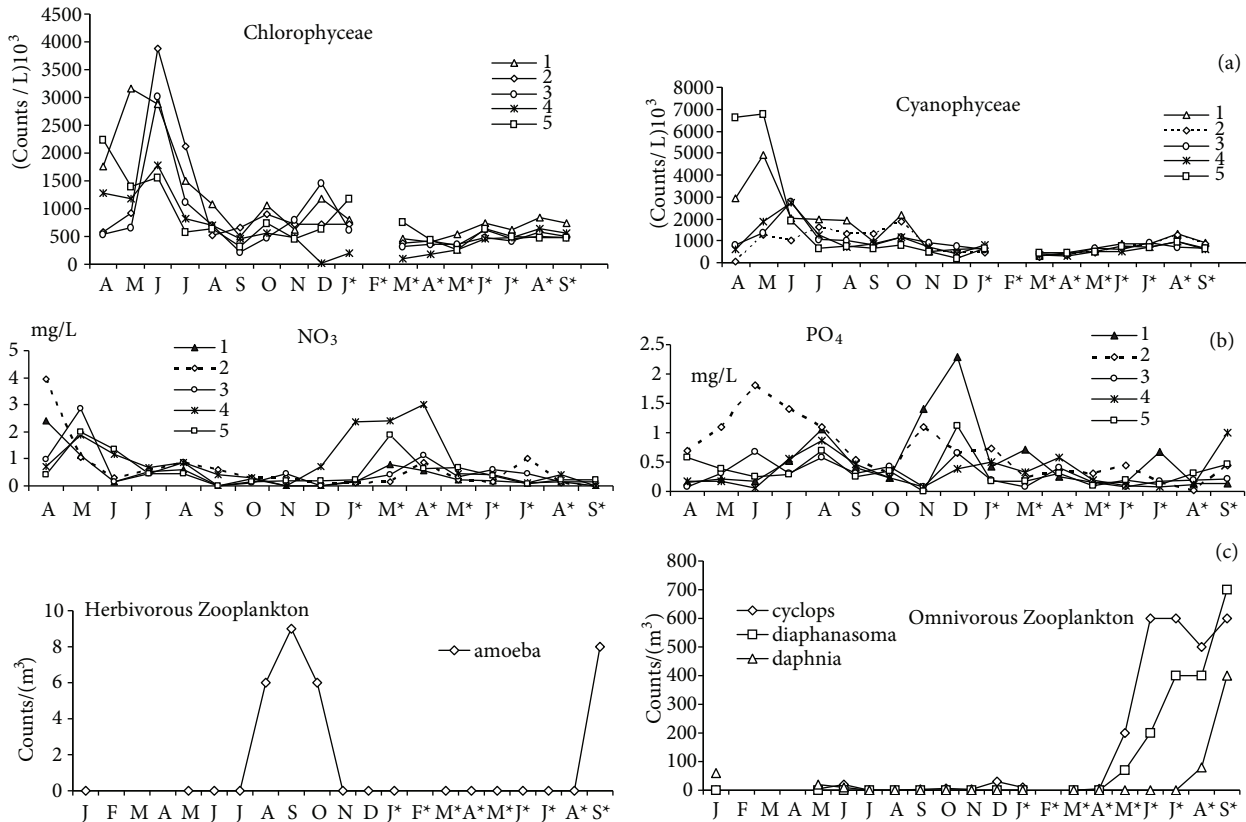 Chlorophyceae
(Counts / L)10³
4500
4000
3500
3000
2500
2000
1500
1000
500
0
1
2
3
4
5
A M J J A S O N D J* F* M* A* M* J* J* A* S*
(a)
Cyanophyceae
(Counts/ L)10³
8000
7000
6000
5000
4000
3000
2000
1000
0
1
2
3
4
5
A M J J A S O N D J* F* M* A* M* J* J* A* S*
mg/L
NO₃
5
4
3
2
1
0
1
2
3
4
5
A M J J A S O N D J* M* A* M* J* J* A* S*
(b)
PO₄
mg/L
2.5
2
1.5
1
0.5
0
1
2
3
4
5
A M J J A S O N D J* M* A* M* J* J* A* S*
Herbivorous Zooplankton
Counts/(m³)
10
8
6
4
2
0
amoeba
J F M A M J J A S O N D J* F* M* A* M* J* J* A* S*
(c)
Omnivorous Zooplankton
Counts/(m³)
800
700
600
500
400
300
200
100
0
cyclops
diaphanasoma
daphnia
J F M A M J J A S O N D J* F* M* A* M* J* J* A* S*